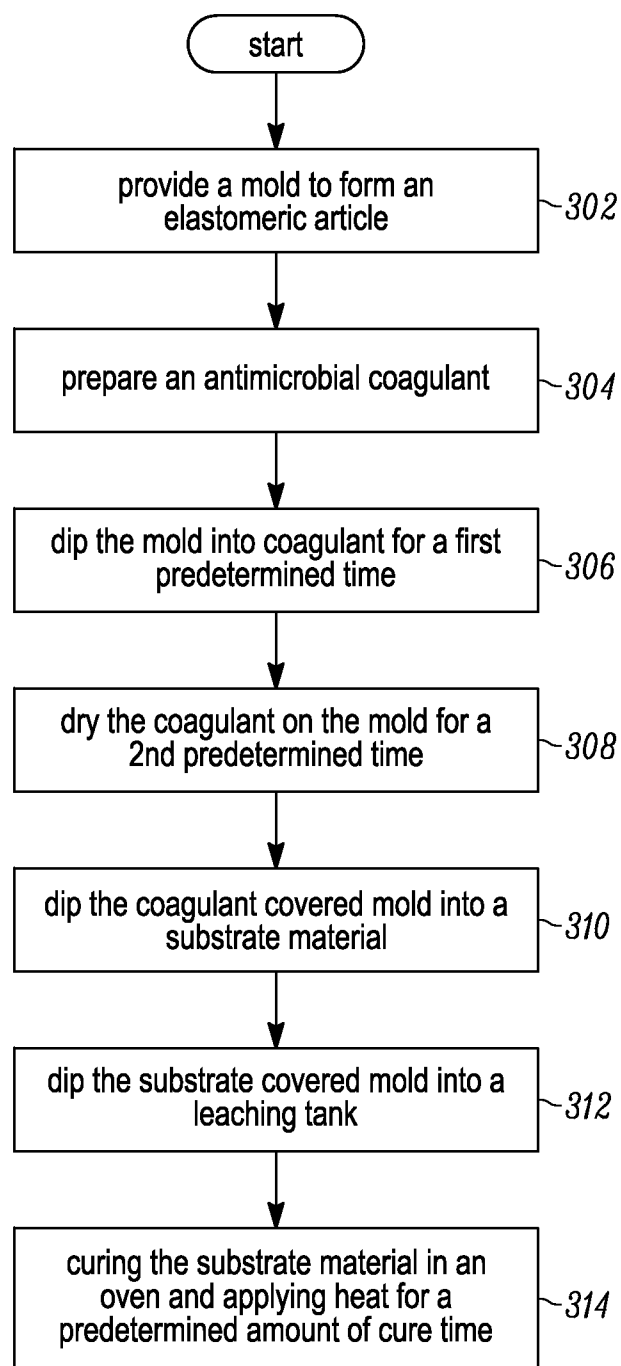 start
provide a mold to form an
elastomeric article
302
prepare an antimicrobial coagulant
304
dip the mold into coagulant for a first
predetermined time
306
dry the coagulant on the mold for a
2nd predetermined time
308
dip the coagulant covered mold into a
substrate material
310
dip the substrate covered mold into a
leaching tank
312
curing the substrate material in an
oven and applying heat for a
predetermined amount of cure time
314